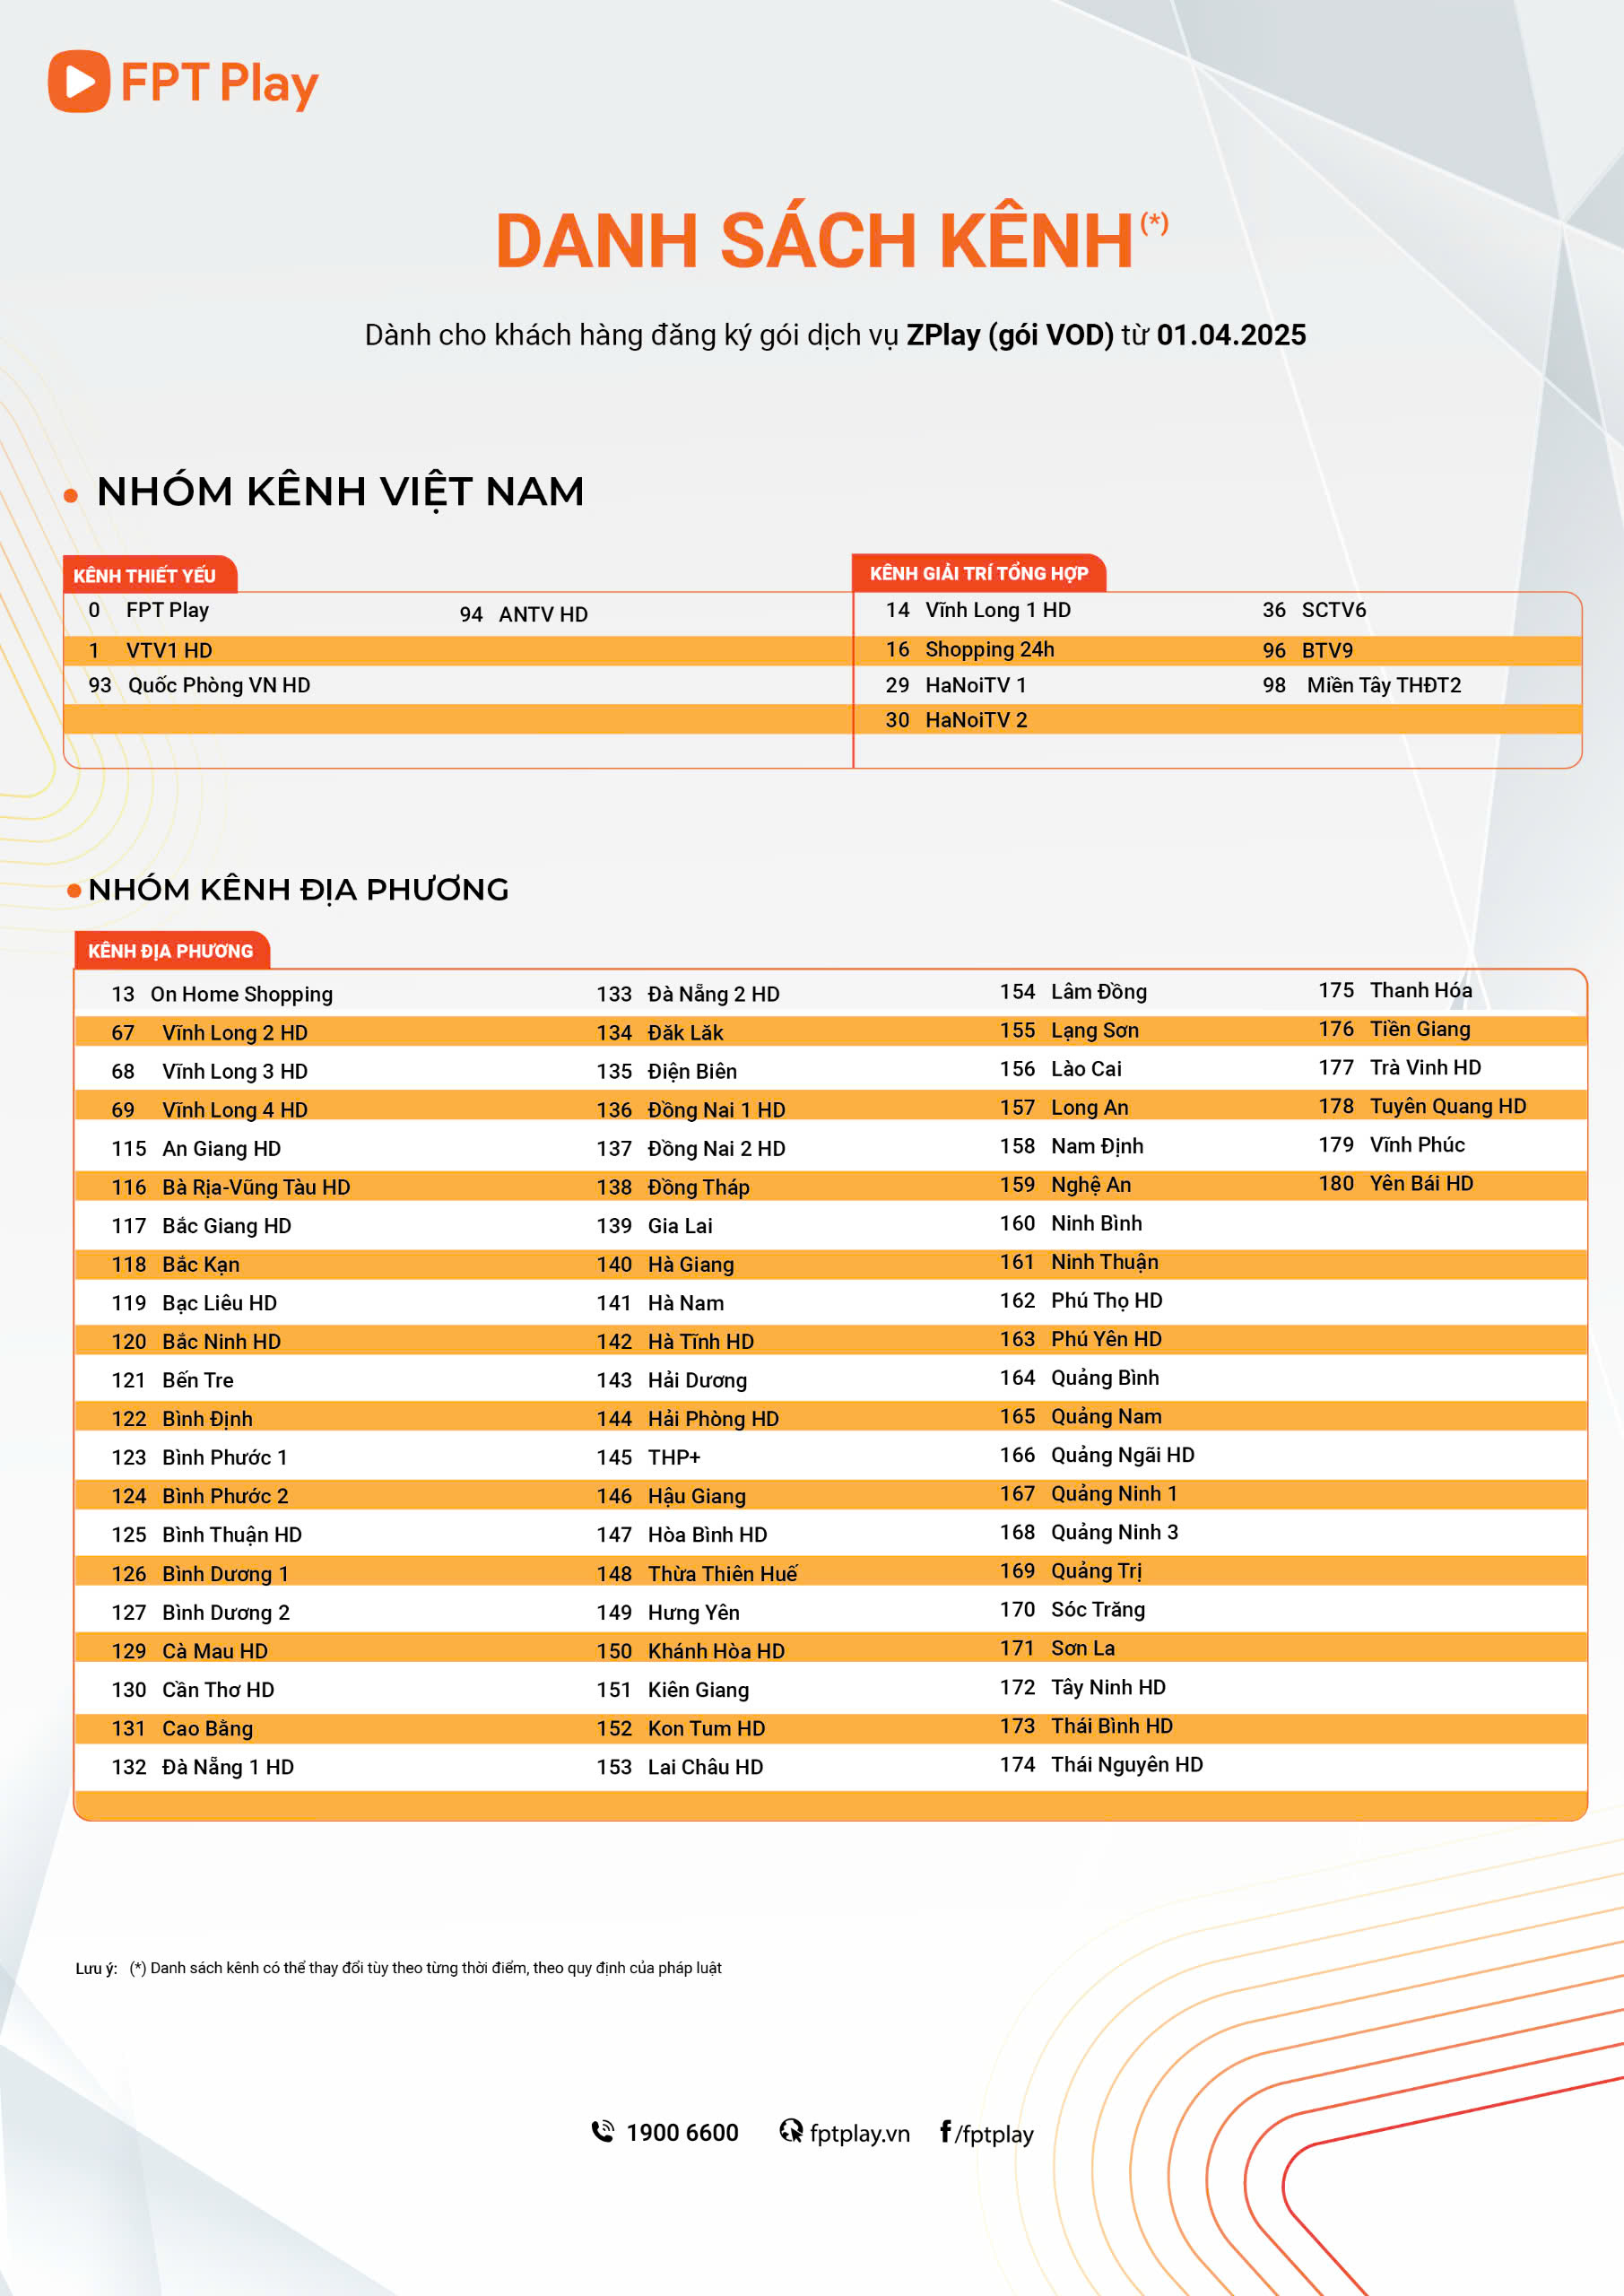 FPT Play
DANH SÁCH KÊNH(*)
Dành cho khách hàng đăng ký gói dịch vụ ZPlay (gói VOD) từ 01.04.2025
NHÓM KÊNH VIỆT NAM
KÊNH THIẾT YẾU
0 FPT Play
1 VTV1 HD
93 Quốc Phòng VN HD
94 ANTV HD
KÊNH GIẢI TRÍ TỔNG HỢP
14 Vĩnh Long 1 HD
16 Shopping 24h
29 HaNoiTV 1
30 HaNoiTV 2
36 SCTV6
96 BTV9
98 Miền Tây THĐT2
NHÓM KÊNH ĐỊA PHƯƠNG
KÊNH ĐỊA PHƯƠNG
13 On Home Shopping
67 Vĩnh Long 2 HD
68 Vĩnh Long 3 HD
69 Vĩnh Long 4 HD
115 An Giang HD
116 Bà Rịa-Vũng Tàu HD
117 Bắc Giang HD
118 Bắc Kạn
119 Bạc Liêu HD
120 Bắc Ninh HD
121 Bến Tre
122 Bình Định
123 Bình Phước 1
124 Bình Phước 2
125 Bình Thuận HD
126 Bình Dương 1
127 Bình Dương 2
129 Cà Mau HD
130 Cần Thơ HD
131 Cao Bằng
132 Đà Nẵng 1 HD
133 Đà Nẵng 2 HD
134 Đăk Lăk
135 Điện Biên
136 Đồng Nai 1 HD
137 Đồng Nai 2 HD
138 Đồng Tháp
139 Gia Lai
140 Hà Giang
141 Hà Nam
142 Hà Tĩnh HD
143 Hải Dương
144 Hải Phòng HD
145 THP+
146 Hậu Giang
147 Hòa Bình HD
148 Thừa Thiên Huế
149 Hưng Yên
150 Khánh Hòa HD
151 Kiên Giang
152 Kon Tum HD
153 Lai Châu HD
154 Lâm Đồng
155 Lạng Sơn
156 Lào Cai
157 Long An
158 Nam Định
159 Nghệ An
160 Ninh Bình
161 Ninh Thuận
162 Phú Thọ HD
163 Phú Yên HD
164 Quảng Bình
165 Quảng Nam
166 Quảng Ngãi HD
167 Quảng Ninh 1
168 Quảng Ninh 3
169 Quảng Trị
170 Sóc Trăng
171 Sơn La
172 Tây Ninh HD
173 Thái Bình HD
174 Thái Nguyên HD
175 Thanh Hóa
176 Tiền Giang
177 Trà Vinh HD
178 Tuyên Quang HD
179 Vĩnh Phúc
180 Yên Bái HD
Lưu ý: (*) Danh sách kênh có thể thay đổi tùy theo từng thời điểm, theo quy định của pháp luật
1900 6600 fptplay.vn f/fptplay